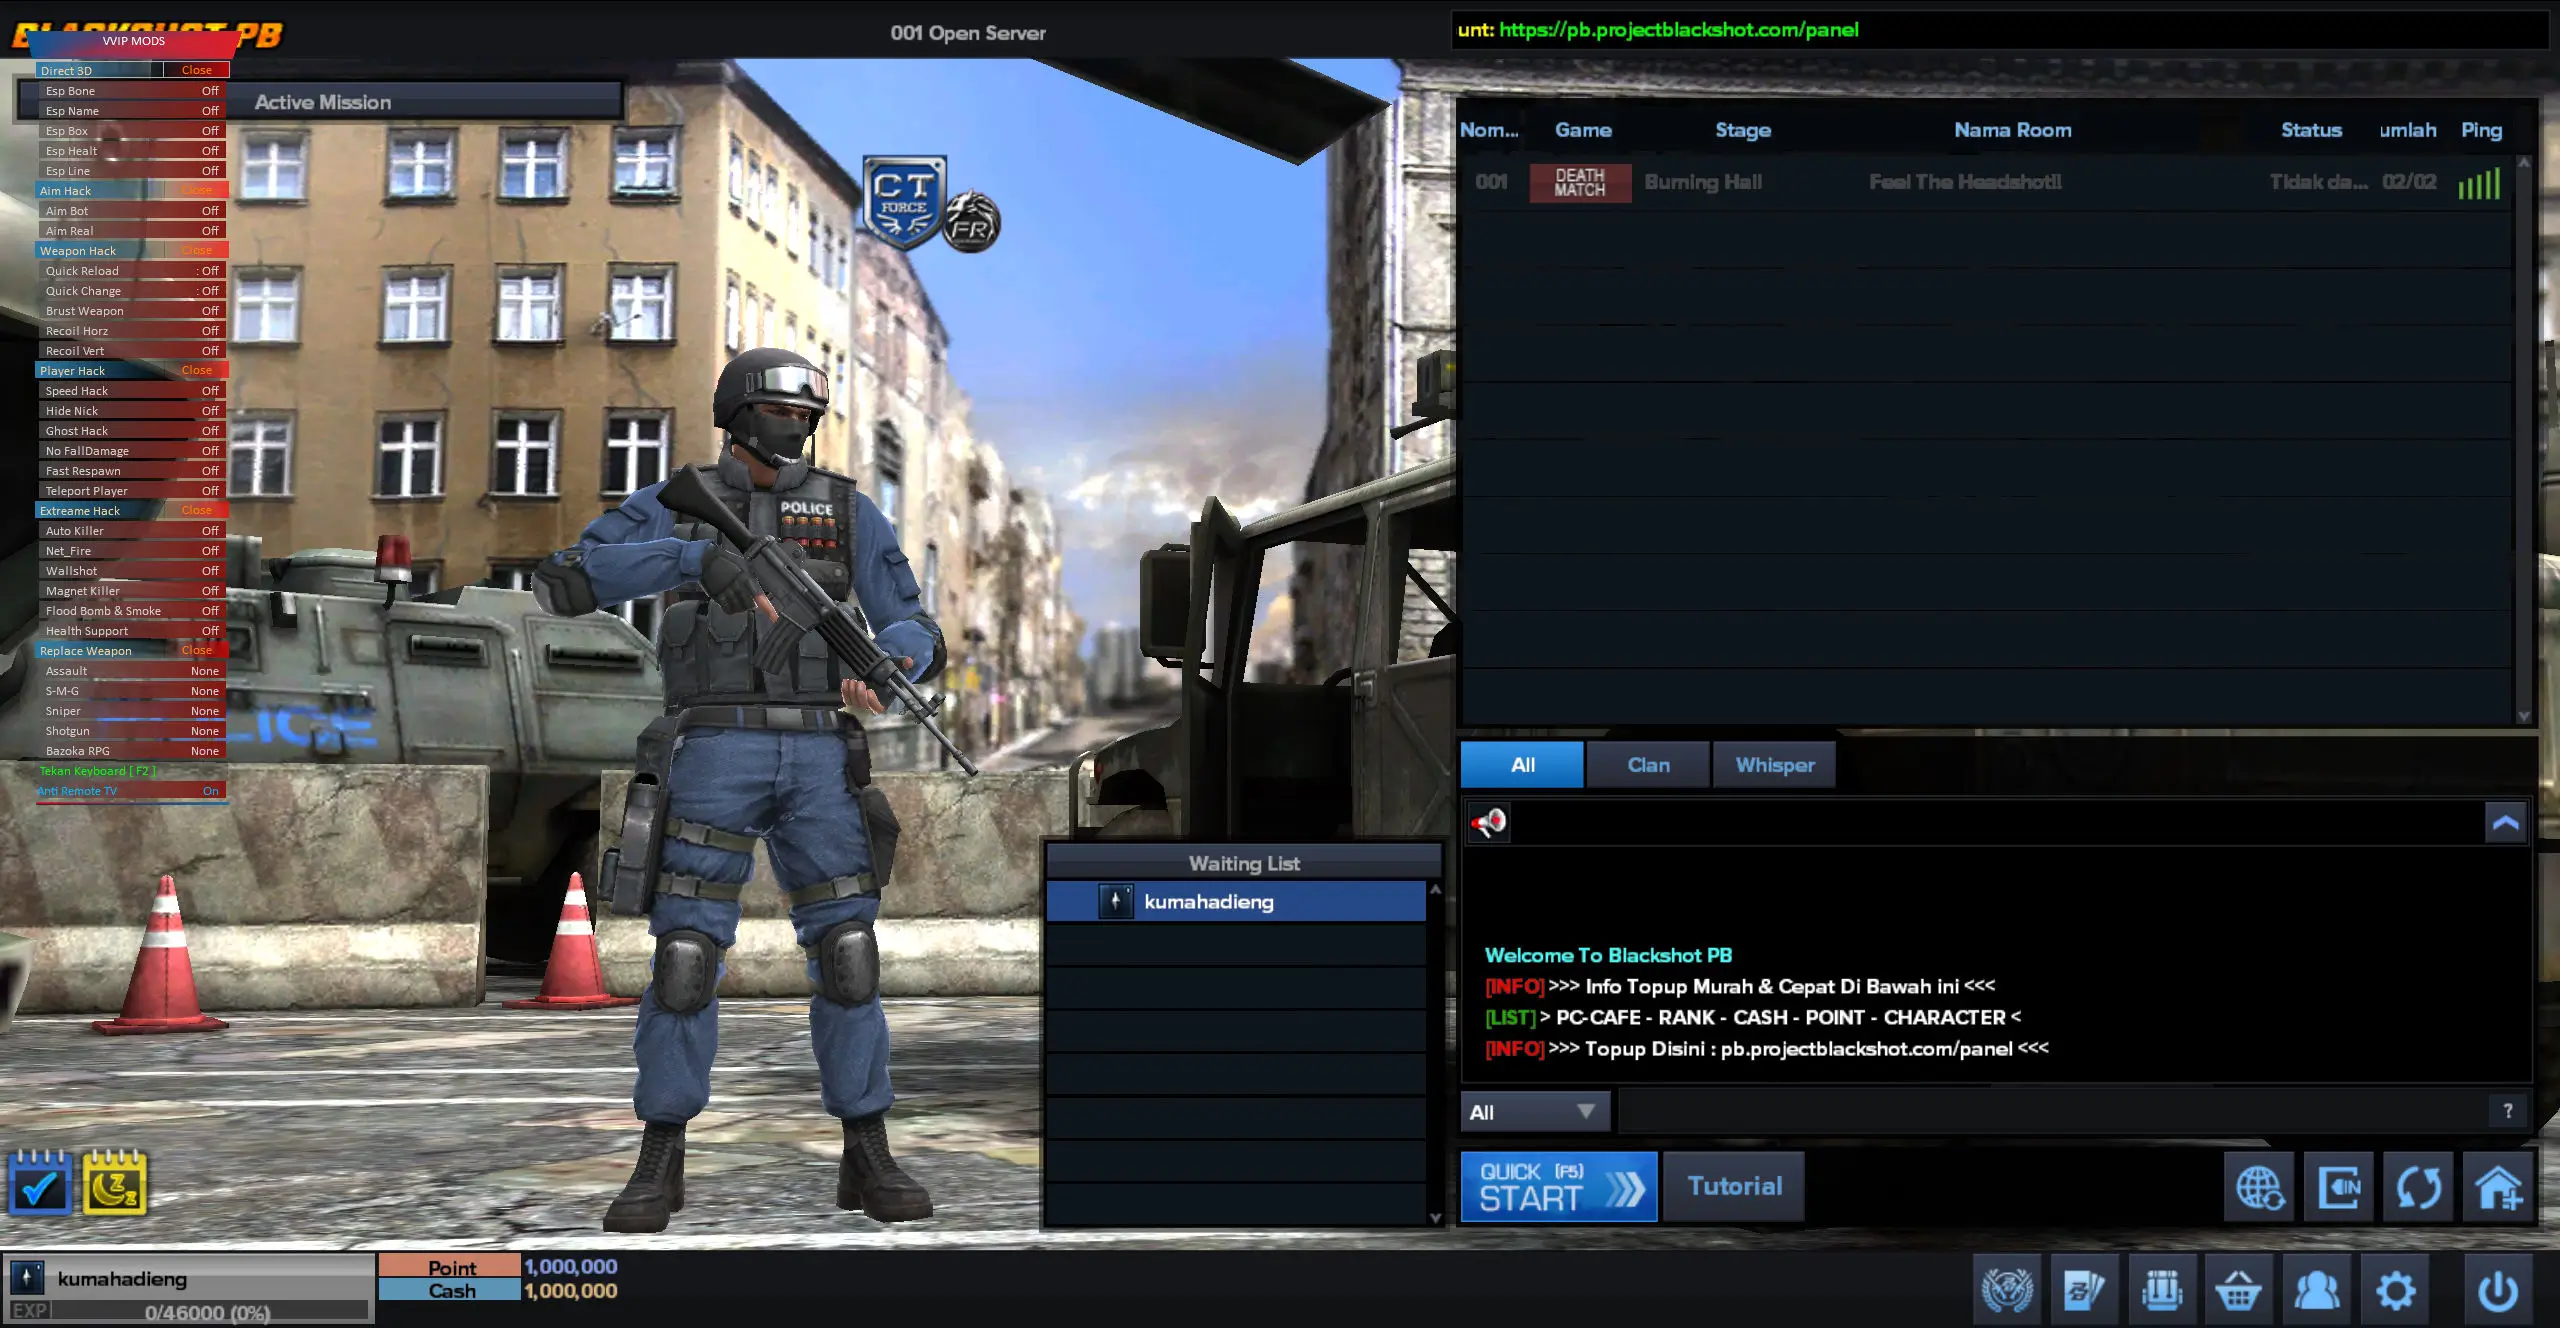 BLACKSHOT PB
001 Open Server
unt: https://pb.projectblackshot.com/panel
VVIP MODS
Direct 3D Close
Active Mission
Esp Bone Off
Esp Name Off
Esp Box Off
Esp Healt Off
Esp Line Off
Aim Hack Close
Aim Bot Off
Aim Real Off
Weapon Hack Close
Quick Reload : Off
Quick Change : Off
Brust Weapon Off
Recoil Horz Off
Recoil Vert Off
Player Hack Close
Speed Hack Off
Hide Nick Off
Ghost Hack Off
No FallDamage Off
Fast Respawn Off
Teleport Player Off
Extreame Hack Close
Auto Killer Off
Net_Fire Off
Wallshot Off
Magnet Killer Off
Flood Bomb & Smoke Off
Health Support Off
Replace Weapon Close
Assault None
S-M-G None
Sniper None
Shotgun None
Bazoka RPG None
Tekan Keyboard [ F2 ]
Anti Remote TV On
CT
FORCE
FR
POLICE
LICE
Nom... Game Stage Nama Room Status umlah Ping
001 DEATH MATCH Burning Hall Feel The Headshot!! Tidak da... 02/02
All Clan Whisper
Waiting List
kumahadieng
Welcome To Blackshot PB
[INFO] >>> Info Topup Murah & Cepat Di Bawah ini <<<
[LIST] > PC-CAFE - RANK - CASH - POINT - CHARACTER <
[INFO] >>> Topup Disini : pb.projectblackshot.com/panel <<<
All ?
QUICK [F5]
START
Tutorial
IN
Z
z
kumahadieng
EXP 0/46000 (0%)
Point 1,000,000
Cash 1,000,000